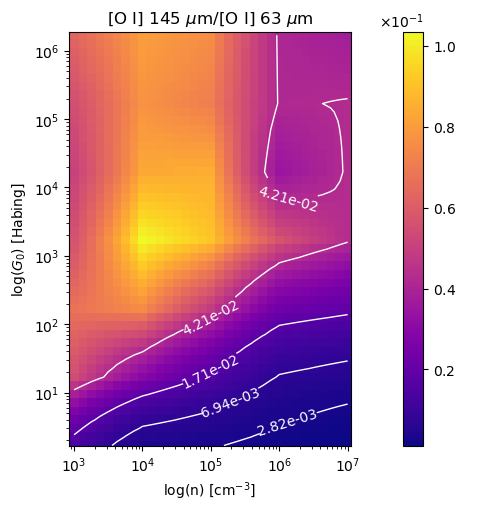 [O I] 145 μm/[O I] 63 μm
×10⁻¹
10⁶
10⁵
10⁴
10³
10²
10¹
log(G₀) [Habing]
4.21e-02
4.21e-02
1.71e-02
6.94e-03
2.82e-03
10³
10⁴
10⁵
10⁶
10⁷
log(n) [cm⁻³]
1.0
0.8
0.6
0.4
0.2